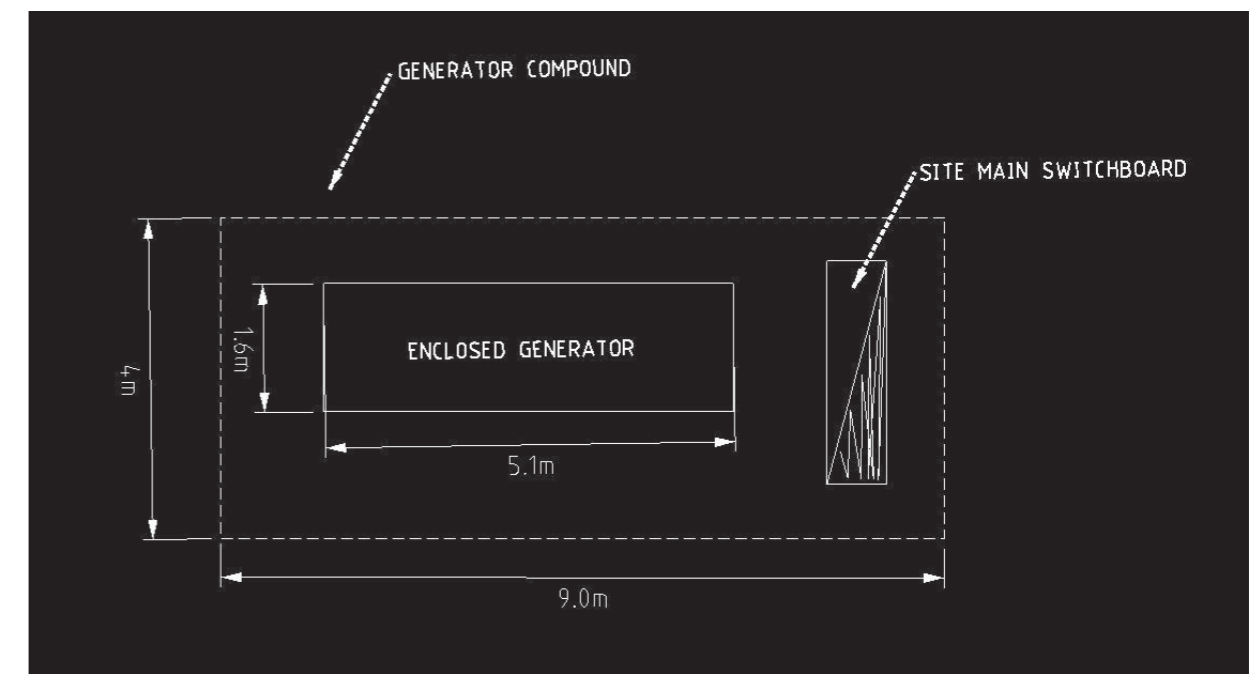 GENERATOR COMPOUND
SITE MAIN SWITCHBOARD
ENCLOSED GENERATOR
1.6m
4m
5.1m
9.0m